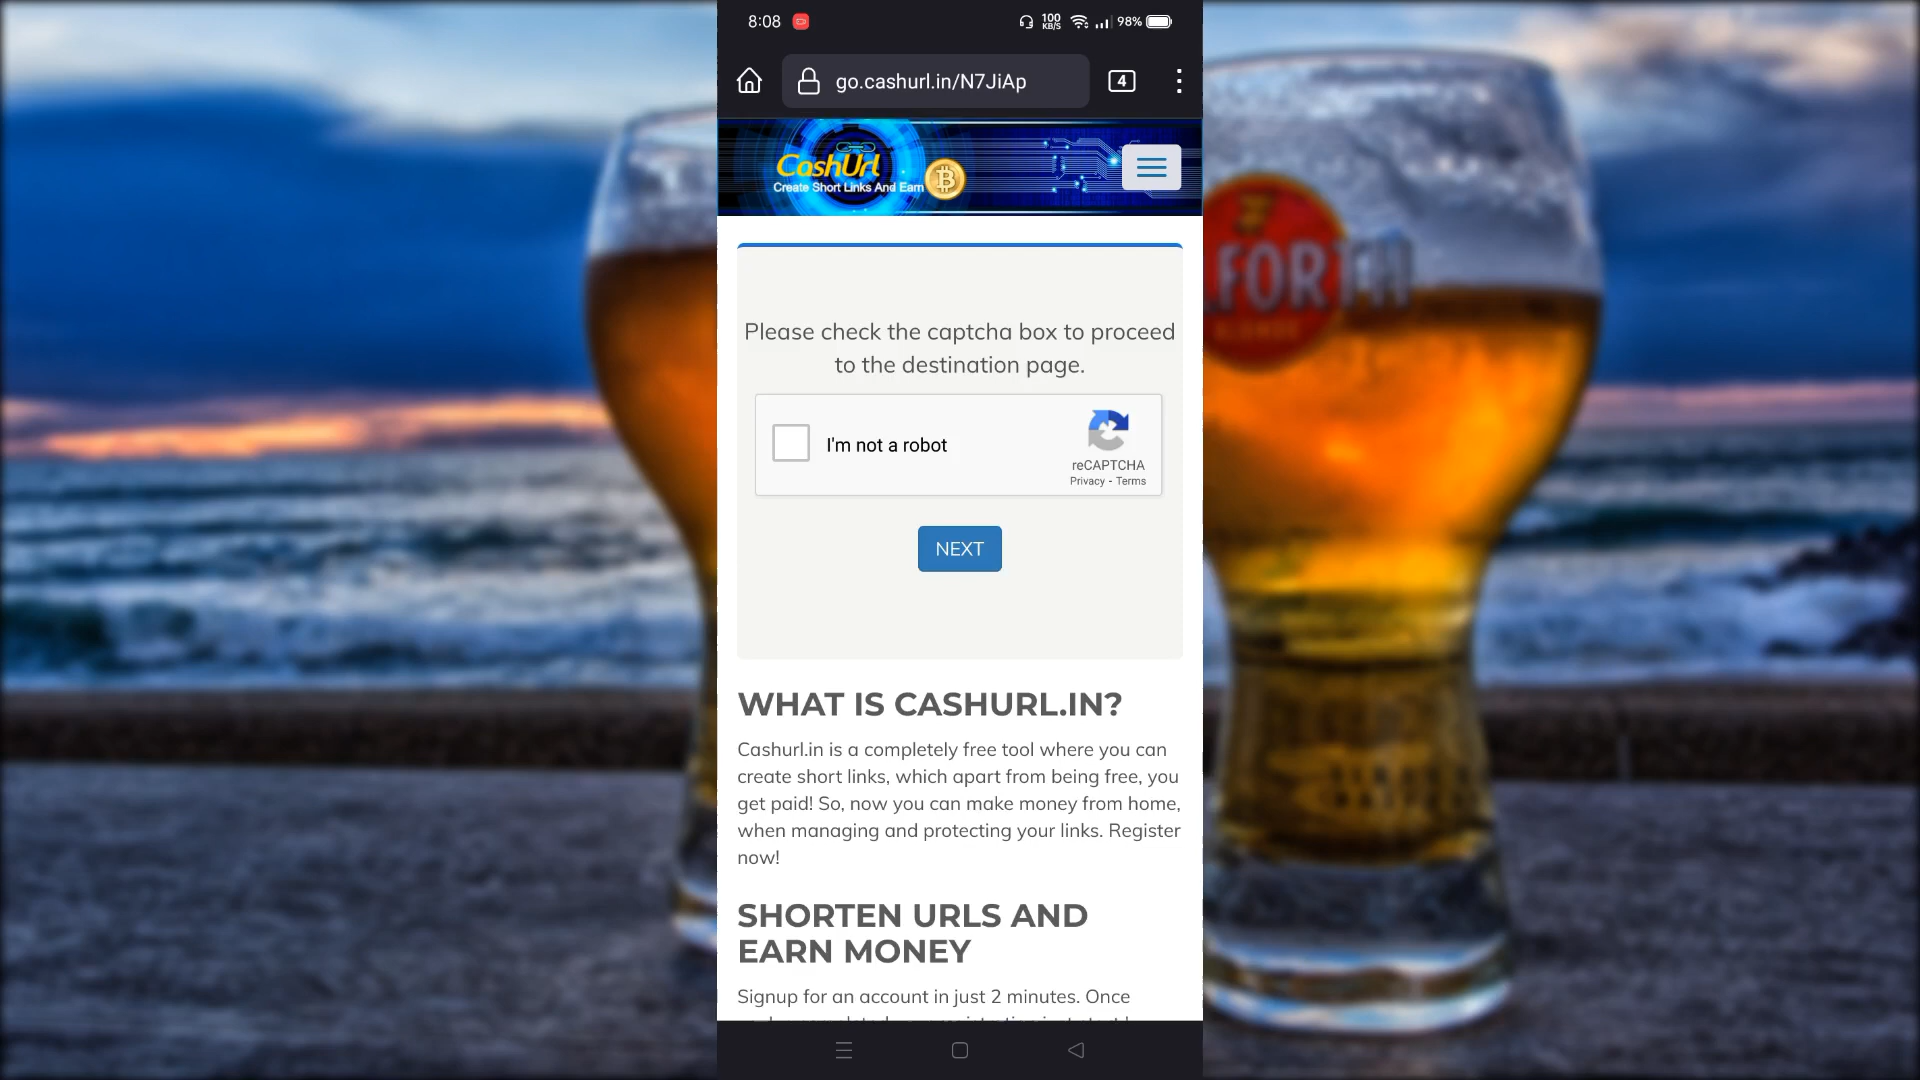 8:08
100
KB/S
98%
go.cashurl.in/N7JiAp
4
CashUrl
Create Short Links And Earn
Please check the captcha box to proceed
to the destination page.
I'm not a robot
reCAPTCHA
Privacy - Terms
NEXT
WHAT IS CASHURL.IN?
Cashurl.in is a completely free tool where you can
create short links, which apart from being free, you
get paid! So, now you can make money from home,
when managing and protecting your links. Register
now!
SHORTEN URLS AND
EARN MONEY
Signup for an account in just 2 minutes. Once